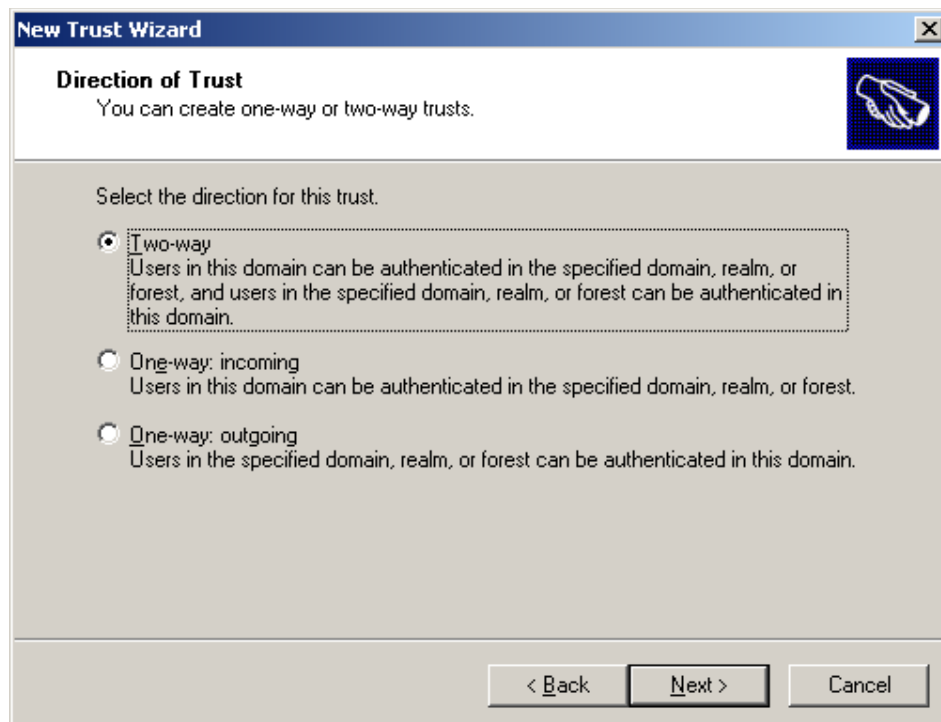 New Trust Wizard
Direction of Trust
You can create one-way or two-way trusts.
Select the direction for this trust.
Two-way
Users in this domain can be authenticated in the specified domain, realm, or
forest, and users in the specified domain, realm, or forest can be authenticated in
this domain.
One-way: incoming
Users in this domain can be authenticated in the specified domain, realm, or forest.
One-way: outgoing
Users in the specified domain, realm, or forest can be authenticated in this domain.
< Back
Next >
Cancel